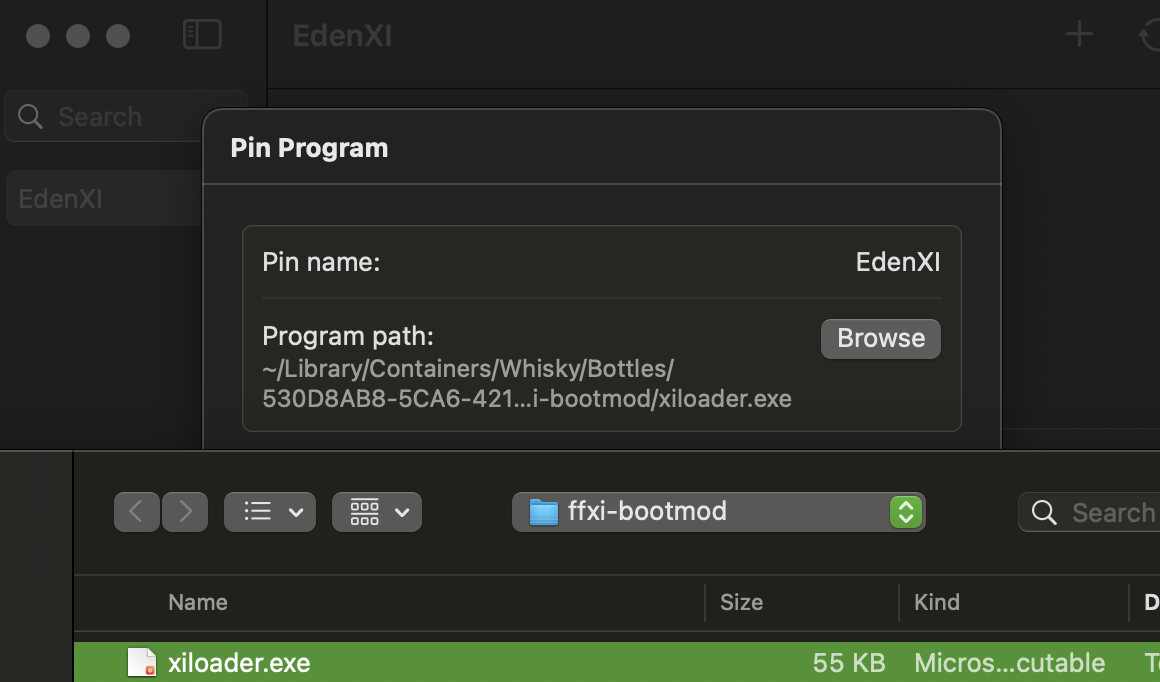 EdenXI
Search
Pin Program
EdenXI
Pin name:
EdenXI
Program path:
Browse
~/Library/Containers/Whisky/Bottles/
530D8AB8-5CA6-421...i-bootmod/xiloader.exe
ffxi-bootmod
Search
Name
Size
Kind
xiloader.exe
55 KB
Micros...cutable